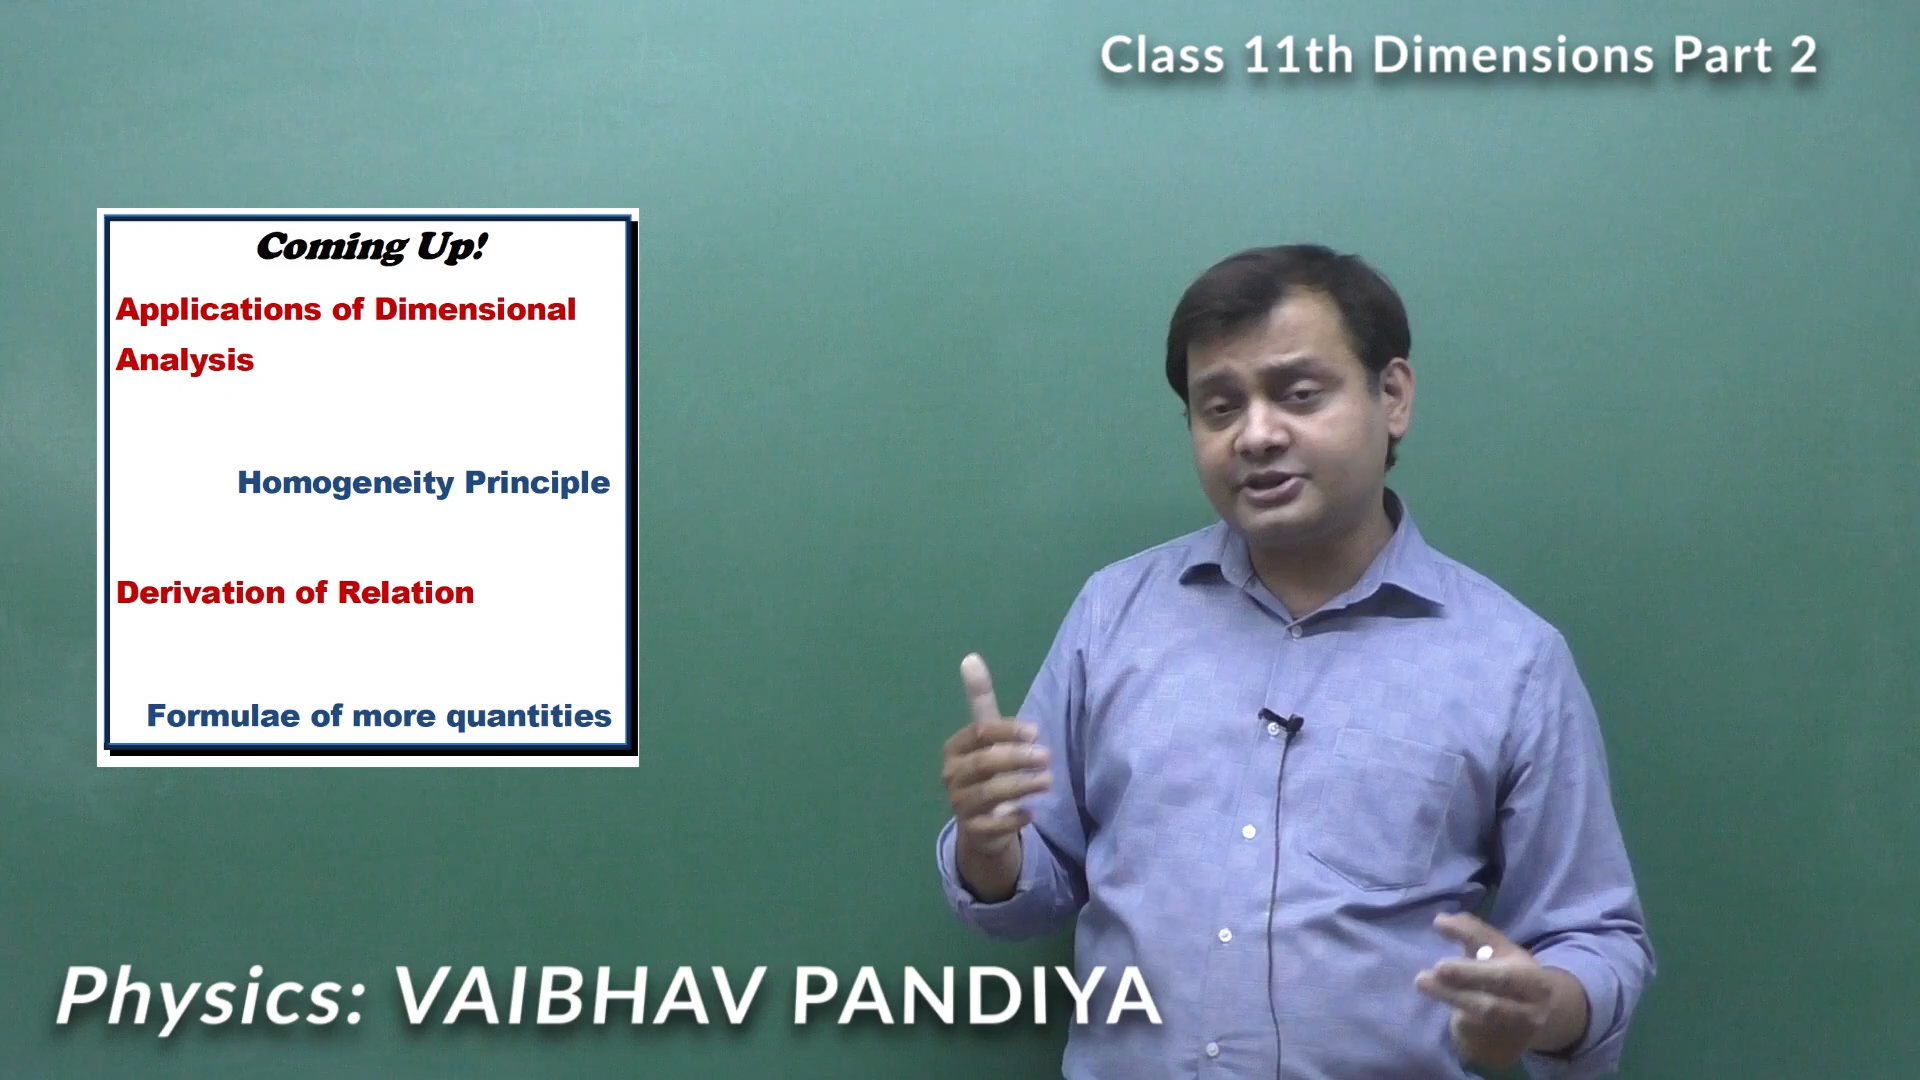 Class 11th Dimensions Part 2
Coming Up!
Applications of Dimensional
Analysis
Homogeneity Principle
Derivation of Relation
Formulae of more quantities
Physics: VAIBHAV PANDIYA